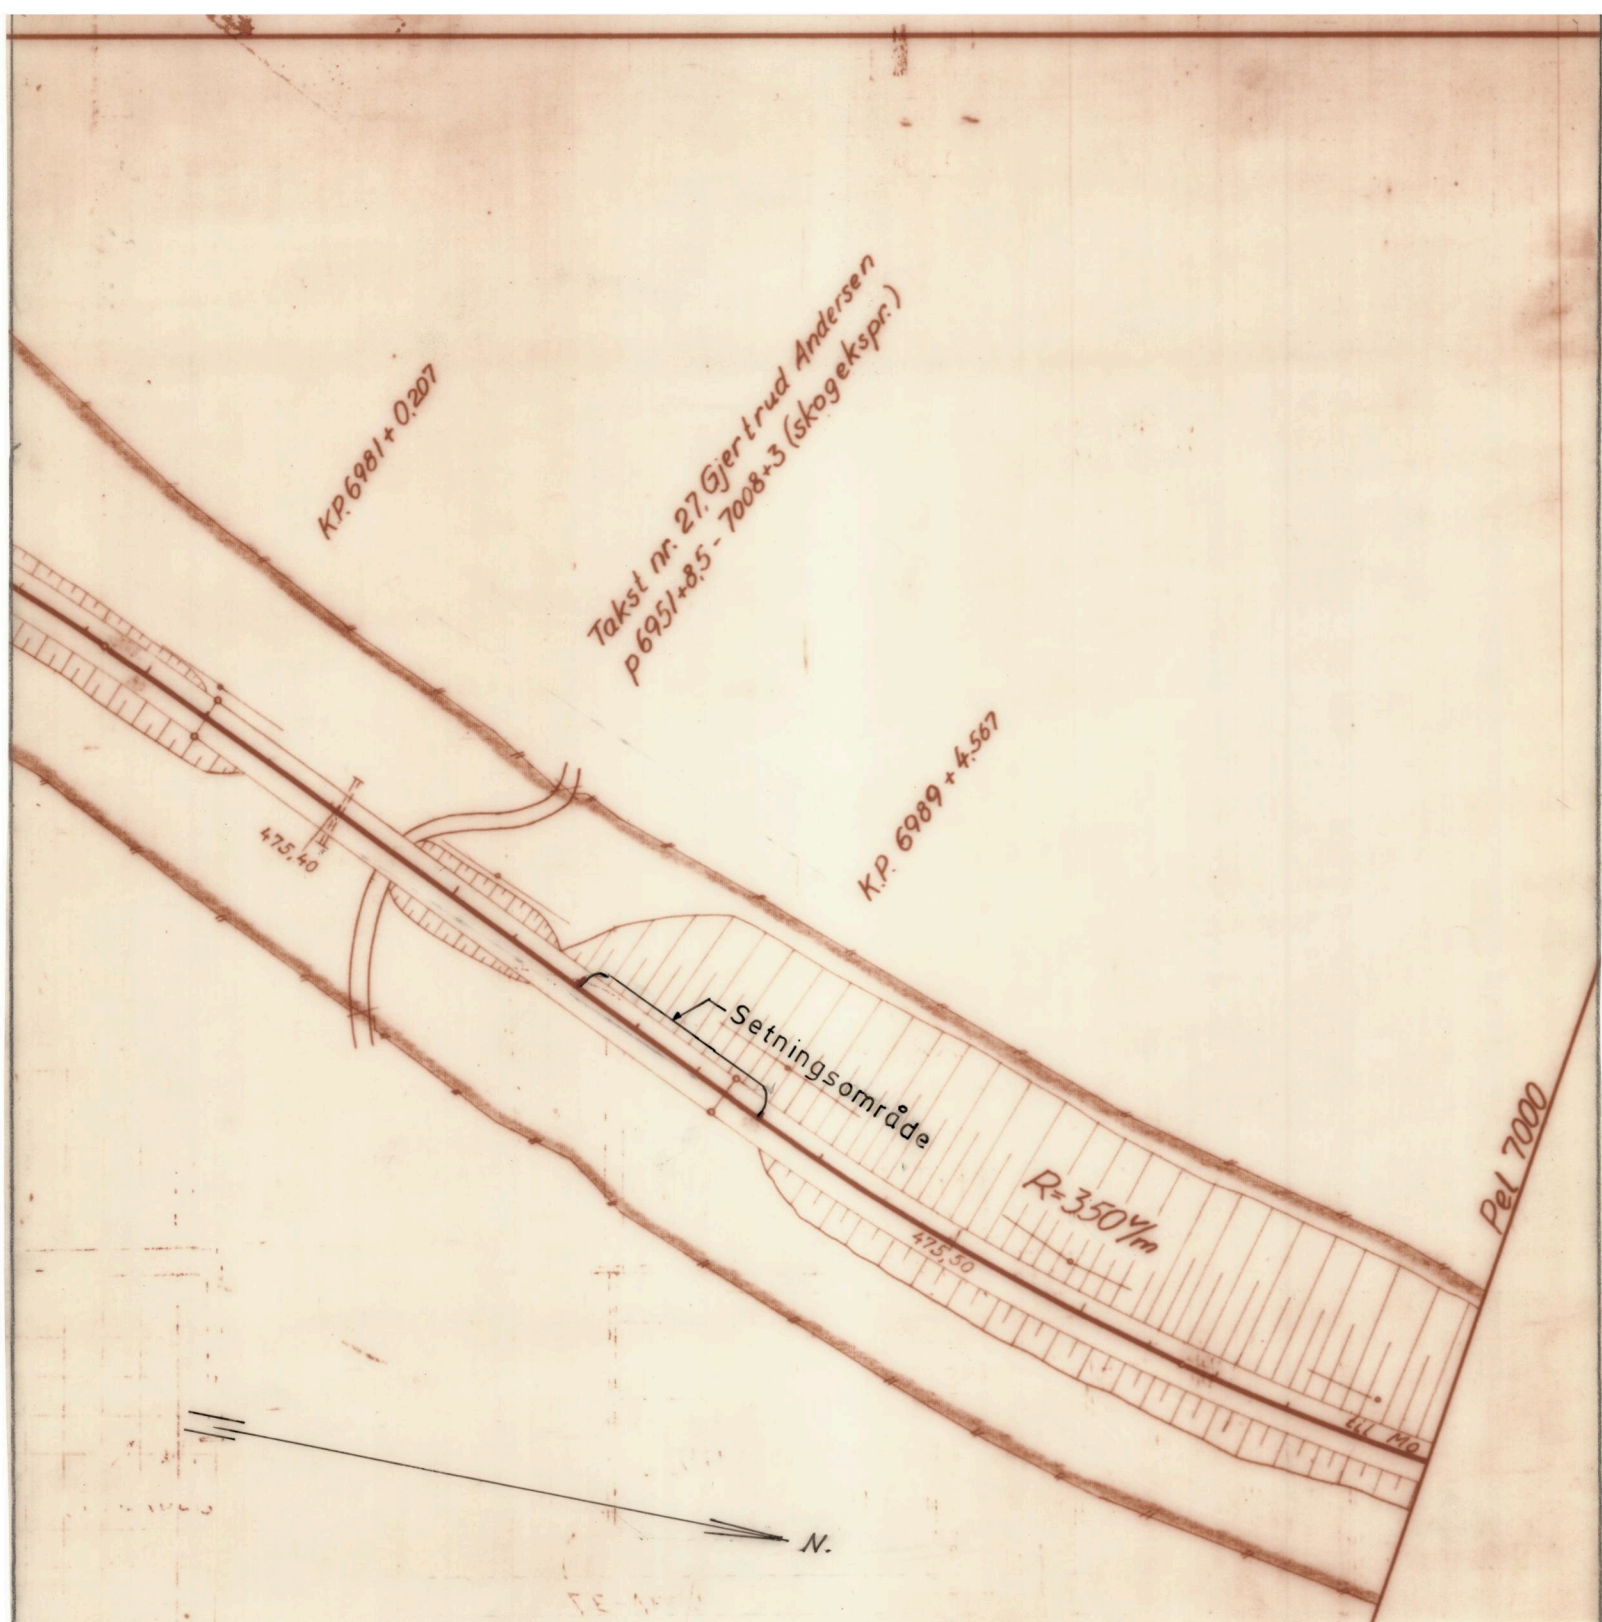 K.P. 6981 + 0.207
Takst nr. 27, Gjertrud Andersen
p 6951+8,5 - 7008+3 (skogekspr.)
K.P. 6989 + 4.567
475,40
Setningsområde
R=350 m
475,50
Pel 7000
til Mo
N.